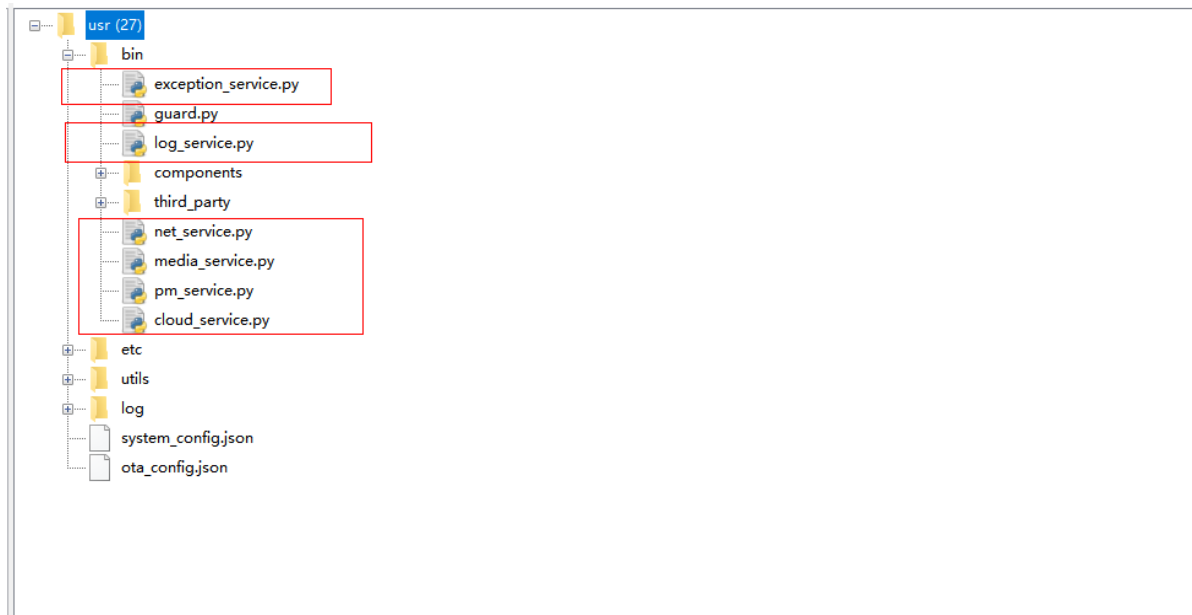 usr (27)
bin
exception_service.py
guard.py
log_service.py
components
third_party
net_service.py
media_service.py
pm_service.py
cloud_service.py
etc
utils
log
system_config.json
ota_config.json